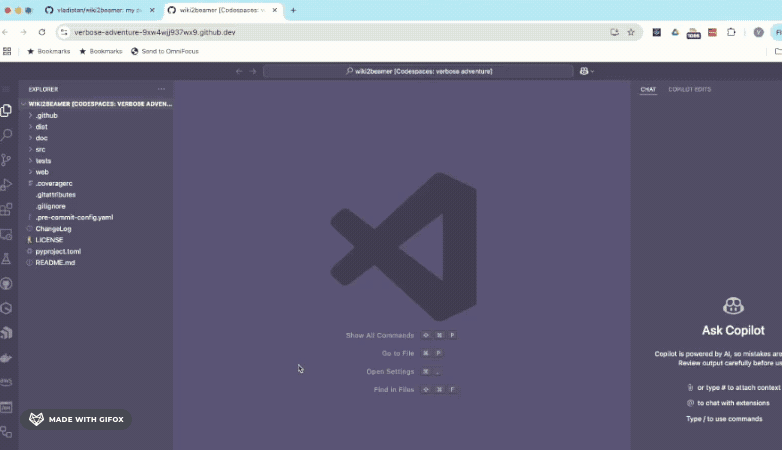 vladistan/wiki2beamer: my p
wiki2beamer [Codespaces: v
verbose-adventure-9xw4wjj937wx9.github.dev
Bookmarks
Bookmarks
Send to OmniFocus
wiki2beamer [Codespaces: verbose adventure]
EXPLORER
CHAT
COPILOT EDITS
WIKI2BEAMER [CODESPACES: VERBOSE ADVEN...
.github
dist
doc
src
tests
web
.coveragerc
.gitattributes
.gitignore
.pre-commit-config.yaml
ChangeLog
LICENSE
pyproject.toml
README.md
Show All Commands ⇧ ⌘ P
Go to File ⌘ P
Open Settings ⌘ ,
Find in Files ⇧ ⌘ F
Ask Copilot
Copilot is powered by AI, so mistakes are
Review output carefully before u
or type # to attach context
@ to chat with extensions
Type / to use commands
MADE WITH GIFOX